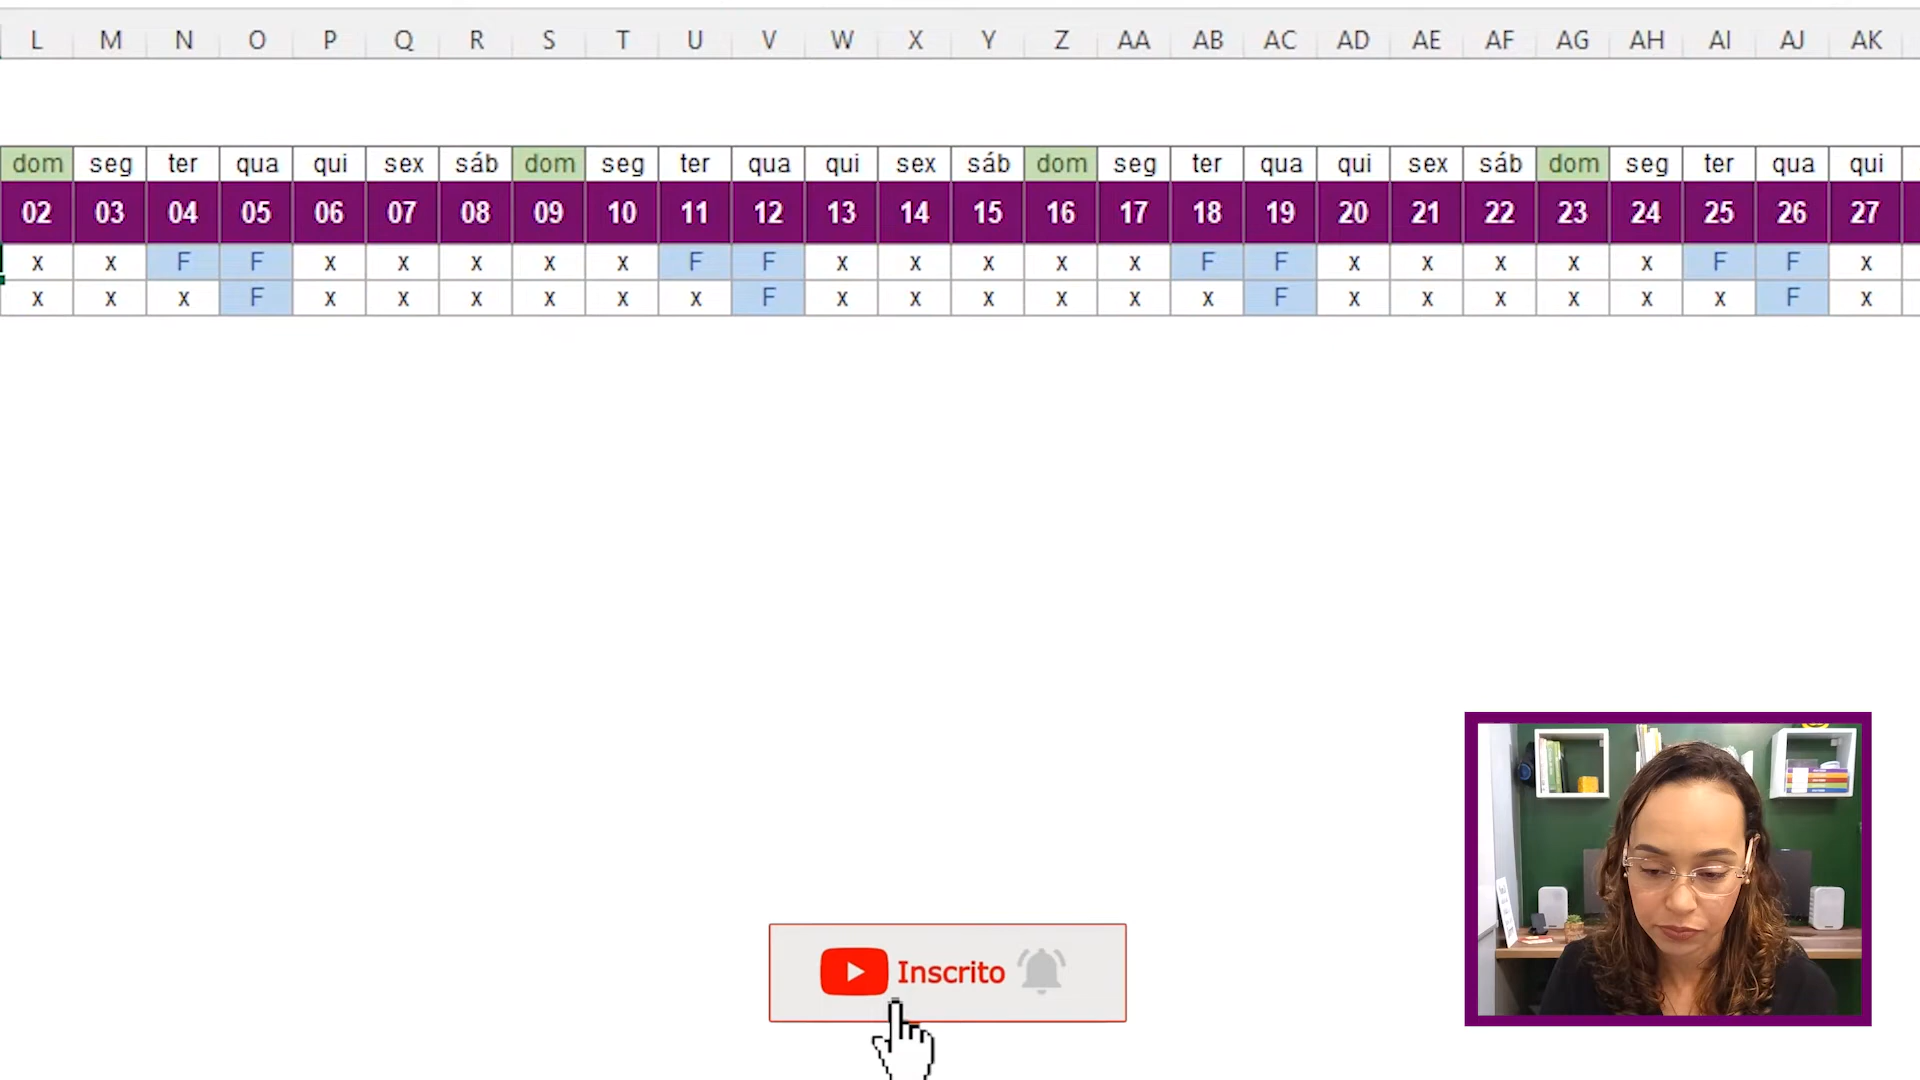 L M N O P Q R S T U V W X Y Z AA AB AC AD AE AF AG AH AI AJ AK
dom seg ter qua qui sex sáb dom seg ter qua qui sex sáb dom seg ter qua qui sex sáb dom seg ter qua qui
02 03 04 05 06 07 08 09 10 11 12 13 14 15 16 17 18 19 20 21 22 23 24 25 26 27
x x F F x x x x x F F x x x x x F F x x x x x F F x
x x x F x x x x x x F x x x x x x F x x x x x x F x
Inscrito